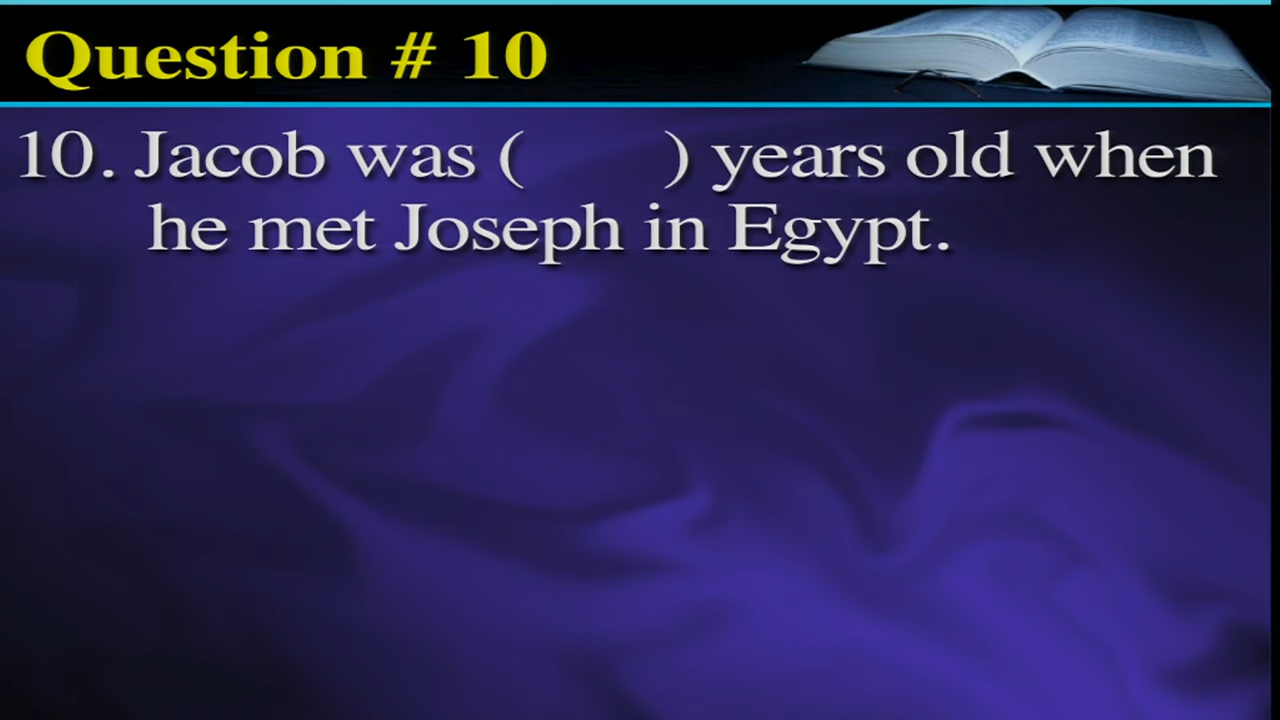 Question # 10
10. Jacob was (      ) years old when
he met Joseph in Egypt.